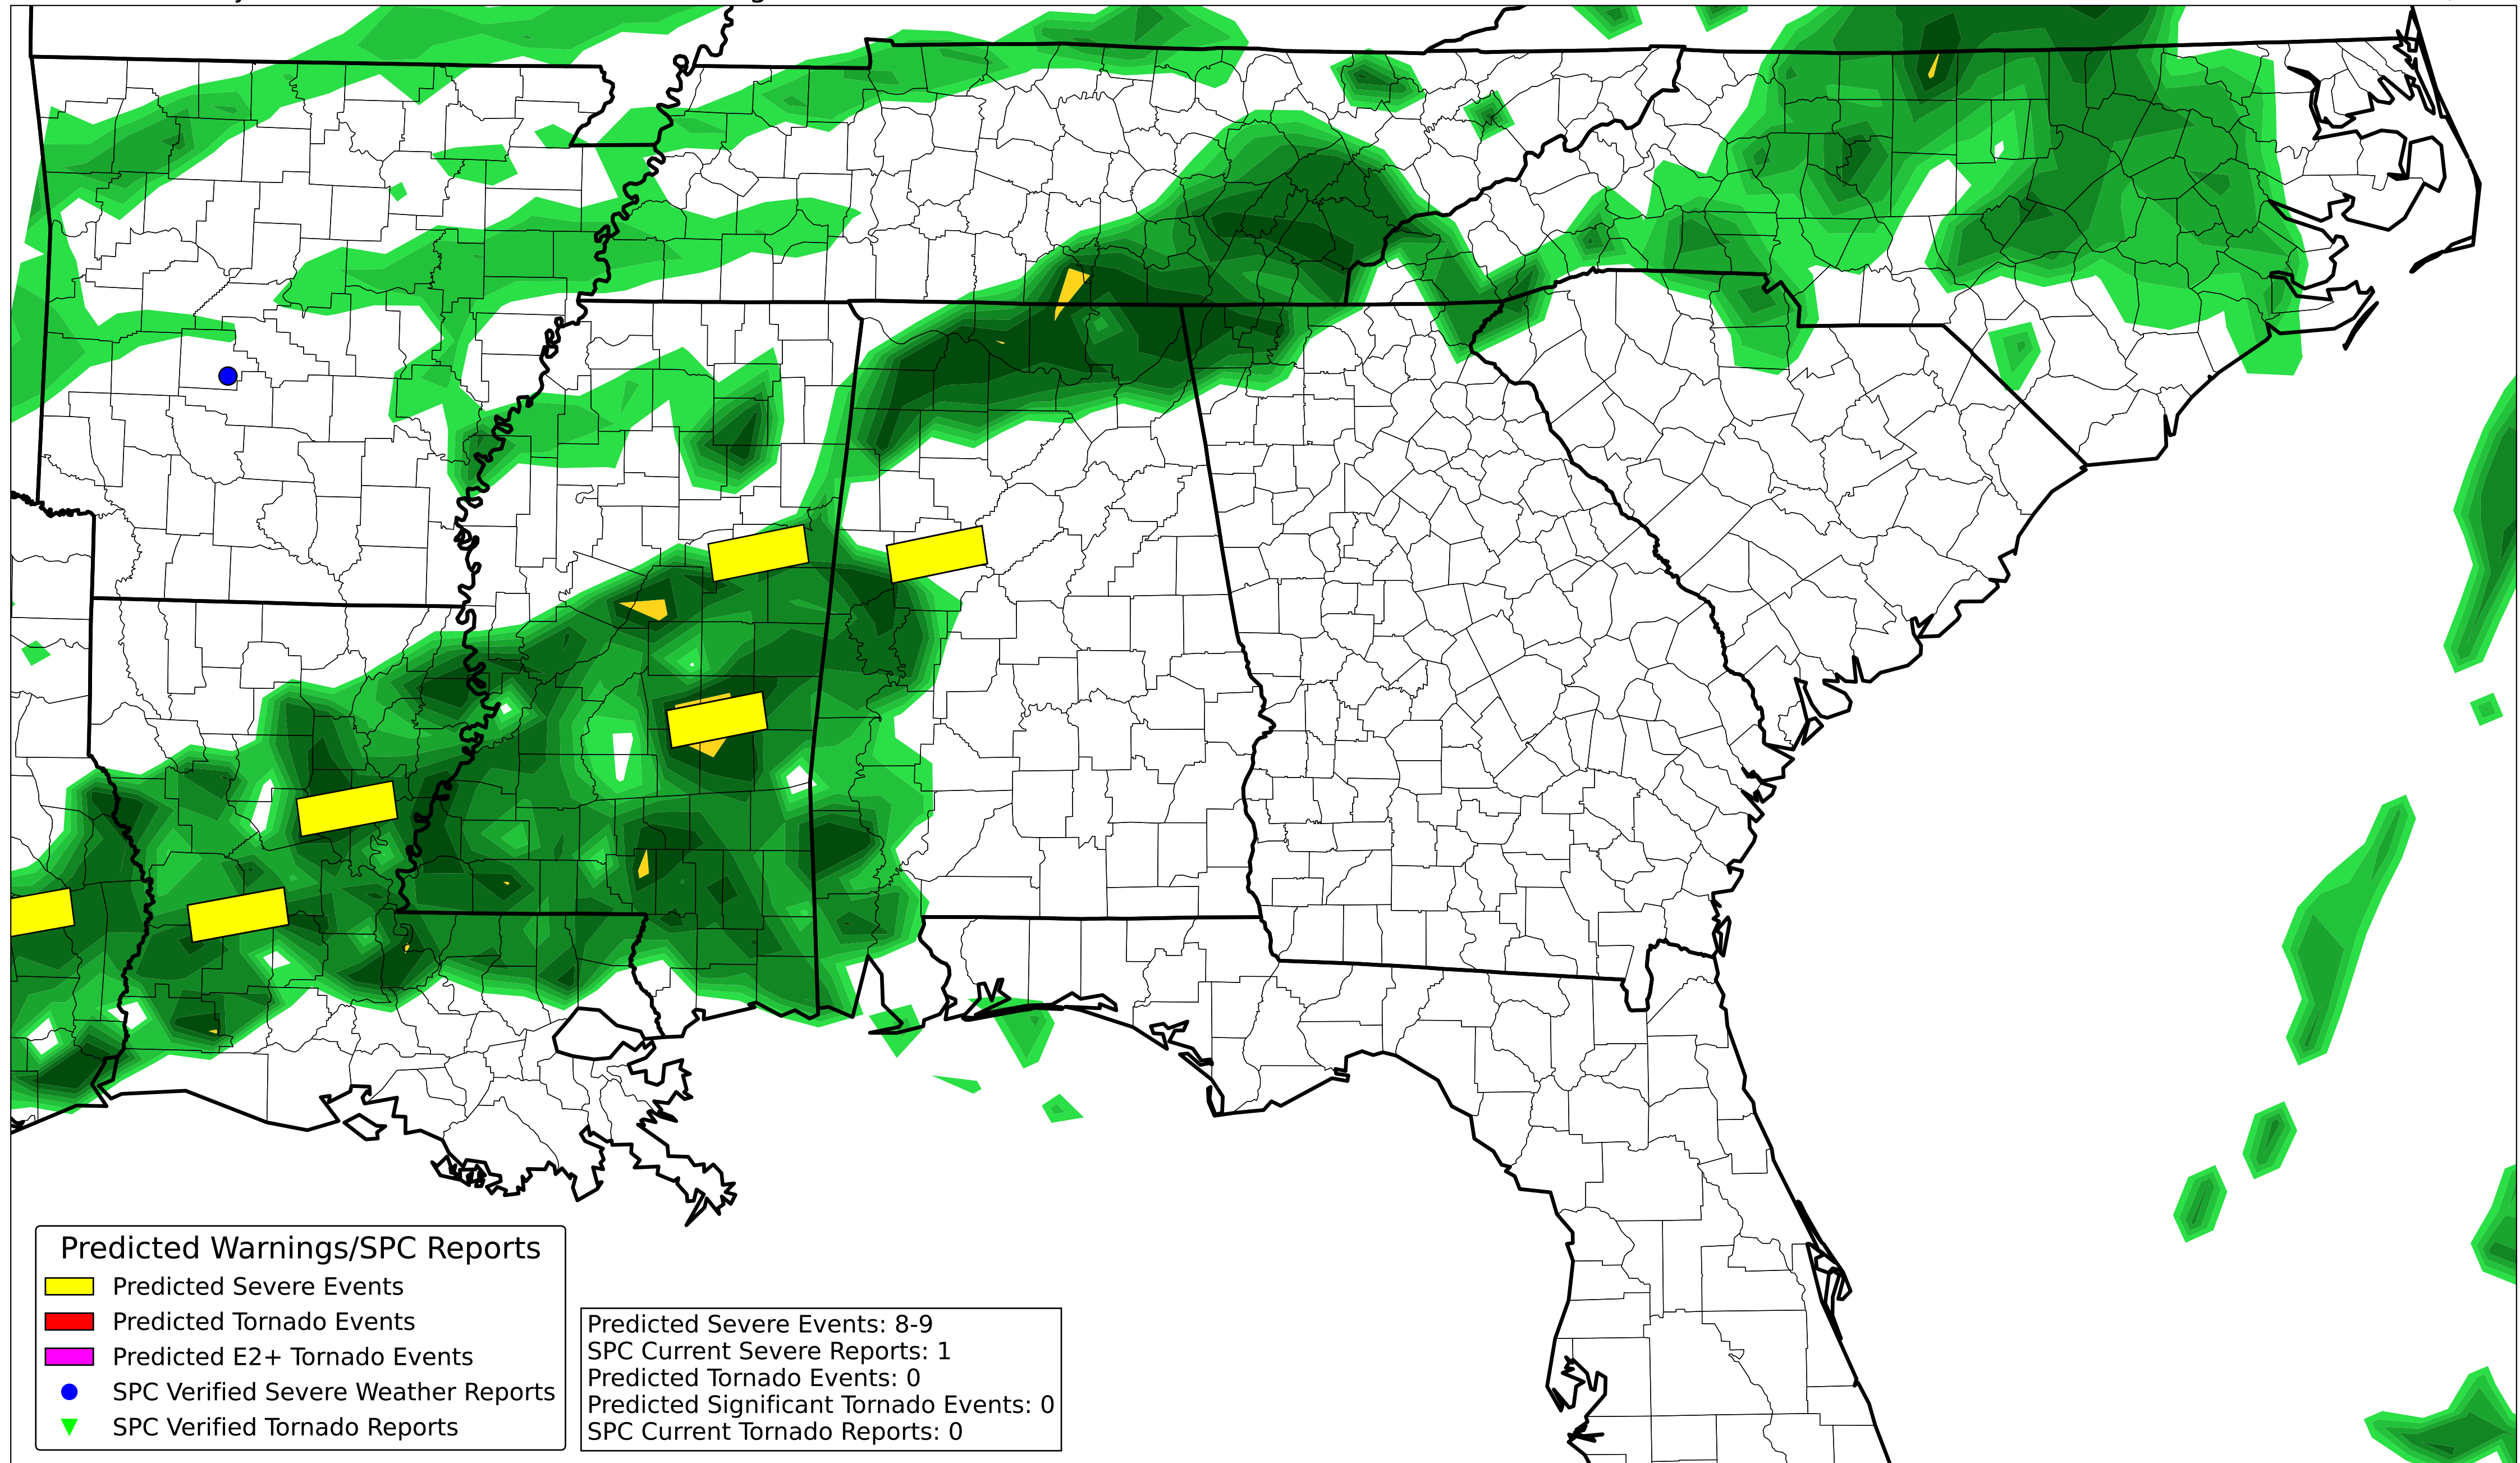 Predicted Warnings/SPC Reports
Predicted Severe Events
Predicted Tornado Events
Predicted E2+ Tornado Events
SPC Verified Severe Weather Reports
SPC Verified Tornado Reports
Predicted Severe Events: 8-9
SPC Current Severe Reports: 1
Predicted Tornado Events: 0
Predicted Significant Tornado Events: 0
SPC Current Tornado Reports: 0